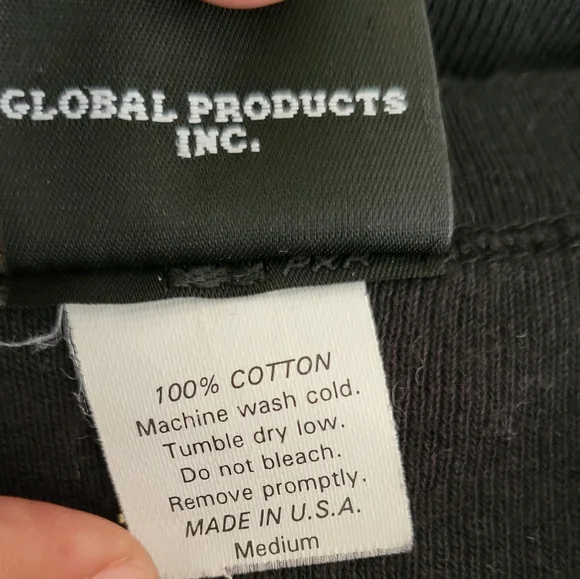 GLOBAL PRODUCTS
INC.
100% COTTON
Machine wash cold.
Tumble dry low.
Do not bleach.
Remove promptly.
MADE IN U.S.A.
Medium